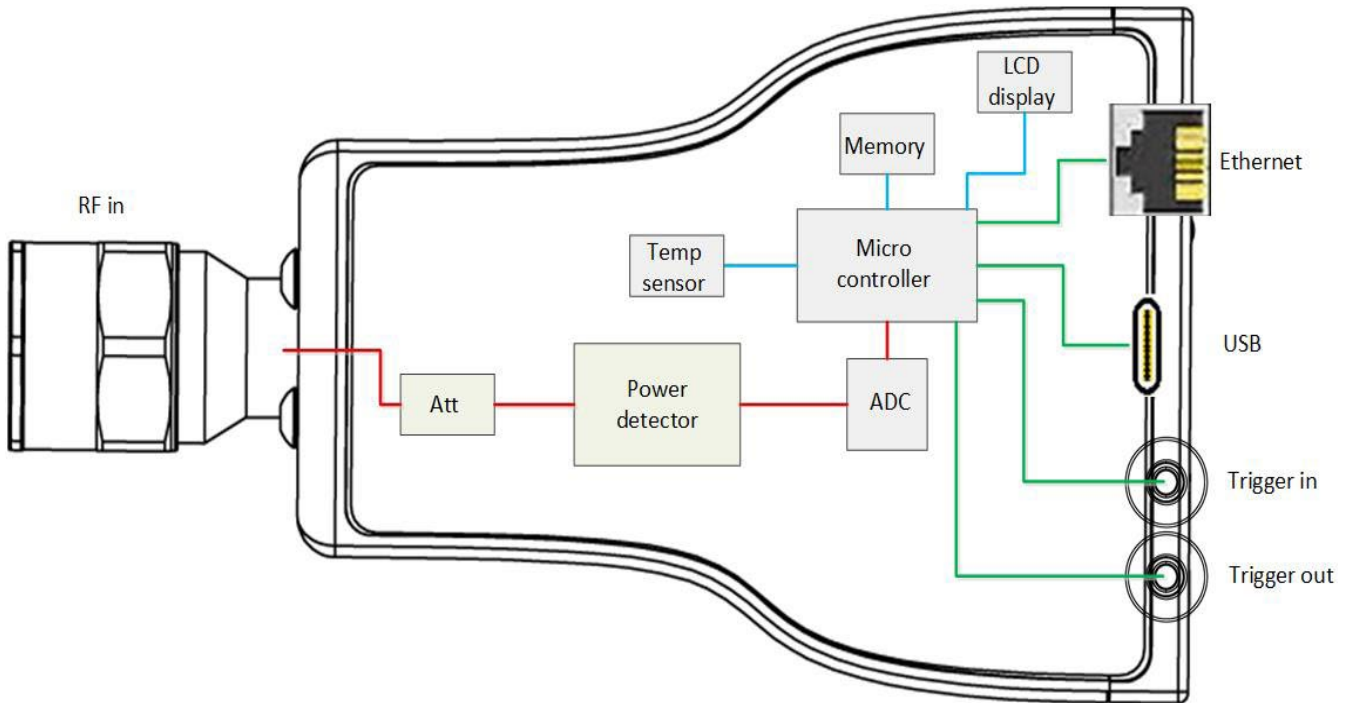 LCD
display
Memory
Ethernet
RF in
Micro
controller
Temp
sensor
USB
Power
detector
Att
ADC
Trigger in
Trigger out